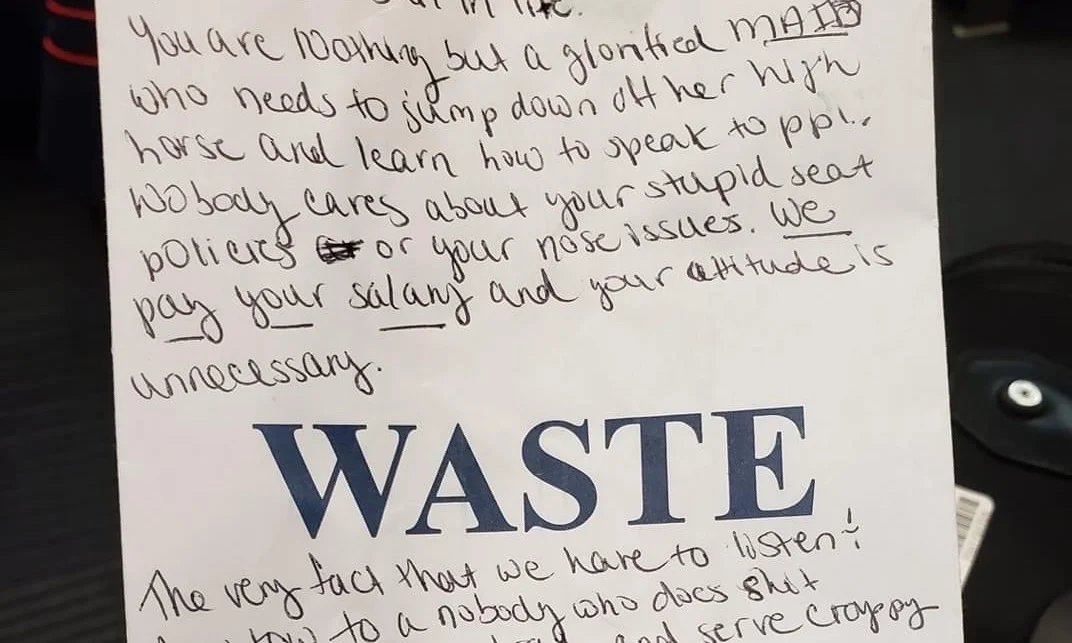 in life.
You are Nothing but a glorified MAID
who needs to jump down off her high
horse and learn how to speak to ppl.
Nobody cares about your stupid seat
policies or your nose issues. We
pay your salary and your attitude is
unnecessary.
WASTE
The very fact that we have to listen &
to a nobody who does shit
and serve crappy